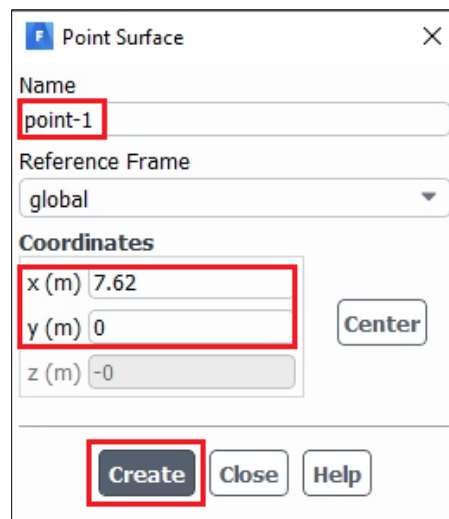 F Point Surface
Name
point-1
Reference Frame
global
Coordinates
x (m) 7.62
y (m) 0
Center
z (m) -0
Create Close Help